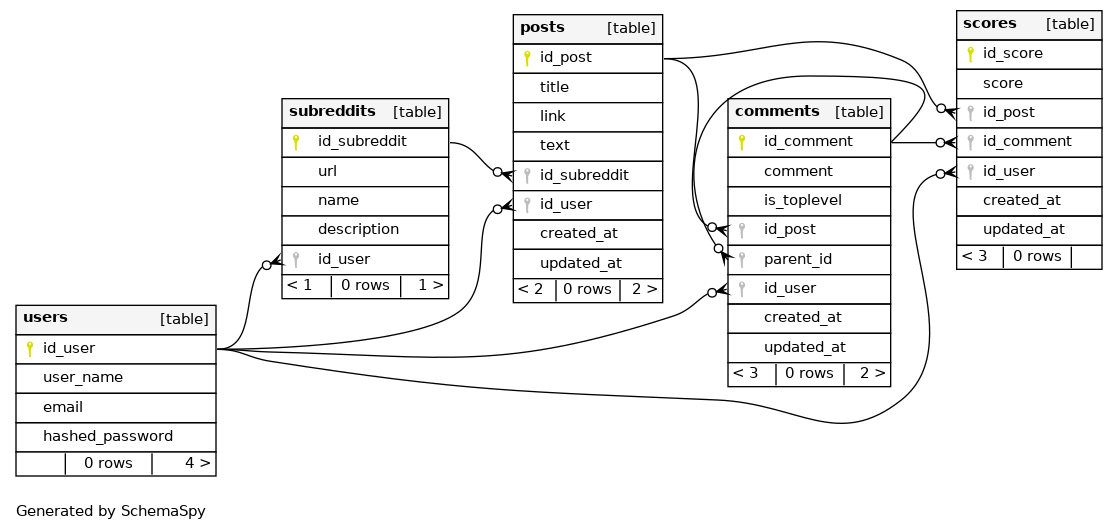 users [table]
id_user
user_name
email
hashed_password
0 rows 4 >
subreddits [table]
id_subreddit
url
name
description
id_user
< 1 0 rows 1 >
posts [table]
id_post
title
link
text
id_subreddit
id_user
created_at
updated_at
< 2 0 rows 2 >
comments [table]
id_comment
comment
is_toplevel
id_post
parent_id
id_user
created_at
updated_at
< 3 0 rows 2 >
scores [table]
id_score
score
id_post
id_comment
id_user
created_at
updated_at
< 3 0 rows
Generated by SchemaSpy